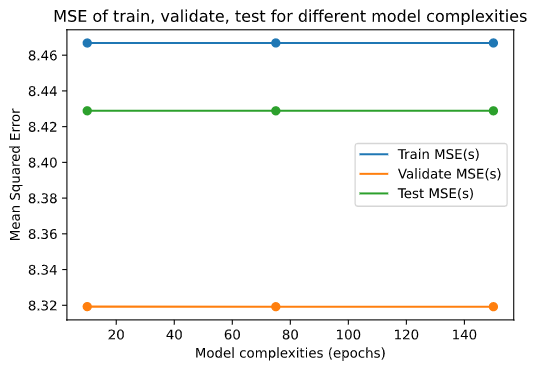 MSE of train, validate, test for different model complexities
Mean Squared Error
8.46
8.44
8.42
8.40
8.38
8.36
8.34
8.32
Train MSE(s)
Validate MSE(s)
Test MSE(s)
20 40 60 80 100 120 140
Model complexities (epochs)